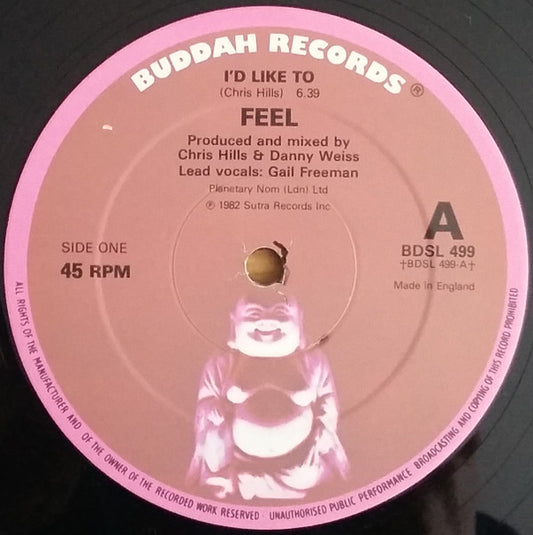 BUDDAH RECORDS ®
I'D LIKE TO
(Chris Hills) 6.39
FEEL
Produced and mixed by
Chris Hills & Danny Weiss
Lead vocals: Gail Freeman
Planetary Nom (Ldn) Ltd
℗ 1982 Sutra Records Inc
SIDE ONE
45 RPM
A
BDSL 499
†BDSL 499-A†
Made in England
ALL RIGHTS OF THE MANUFACTURER AND OF THE OWNER OF THE RECORDED WORK RESERVED · UNAUTHORISED PUBLIC PERFORMANCE BROADCASTING AND COPYING OF THIS RECORD PROHIBITED